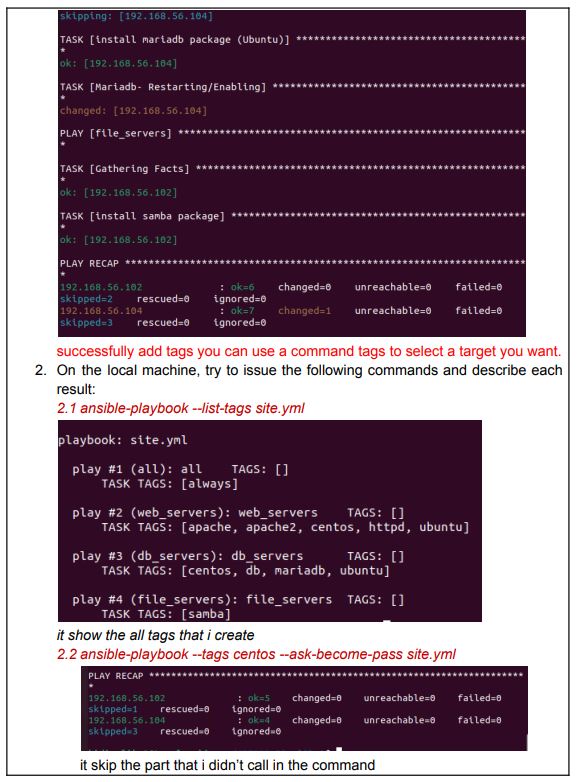 skipping: [192.168.56.104]
TASK [install mariadb package (Ubuntu)] ***************************************
*
ok: [192.168.56.104]
TASK [Mariadb- Restarting/Enabling] *******************************************
*
changed: [192.168.56.104]
PLAY [file_servers] ***********************************************************
*
TASK [Gathering Facts] ********************************************************
*
ok: [192.168.56.102]
TASK [install samba package] **************************************************
*
ok: [192.168.56.102]
PLAY RECAP ********************************************************************
*
192.168.56.102 : ok=6 changed=0 unreachable=0 failed=0
skipped=2 rescued=0 ignored=0
192.168.56.104 : ok=7 changed=1 unreachable=0 failed=0
skipped=3 rescued=0 ignored=0
successfully add tags you can use a command tags to select a target you want.
2. On the local machine, try to issue the following commands and describe each
result:
2.1 ansible-playbook --list-tags site.yml
playbook: site.yml
play #1 (all): all TAGS: []
TASK TAGS: [always]
play #2 (web_servers): web_servers TAGS: []
TASK TAGS: [apache, apache2, centos, httpd, ubuntu]
play #3 (db_servers): db_servers TAGS: []
TASK TAGS: [centos, db, mariadb, ubuntu]
play #4 (file_servers): file_servers TAGS: []
TASK TAGS: [samba]
it show the all tags that i create
2.2 ansible-playbook --tags centos --ask-become-pass site.yml
PLAY RECAP ********************************************************************
*
192.168.56.102 : ok=5 changed=0 unreachable=0 failed=0
skipped=1 rescued=0 ignored=0
192.168.56.104 : ok=4 changed=0 unreachable=0 failed=0
skipped=3 rescued=0 ignored=0
it skip the part that i didn't call in the command